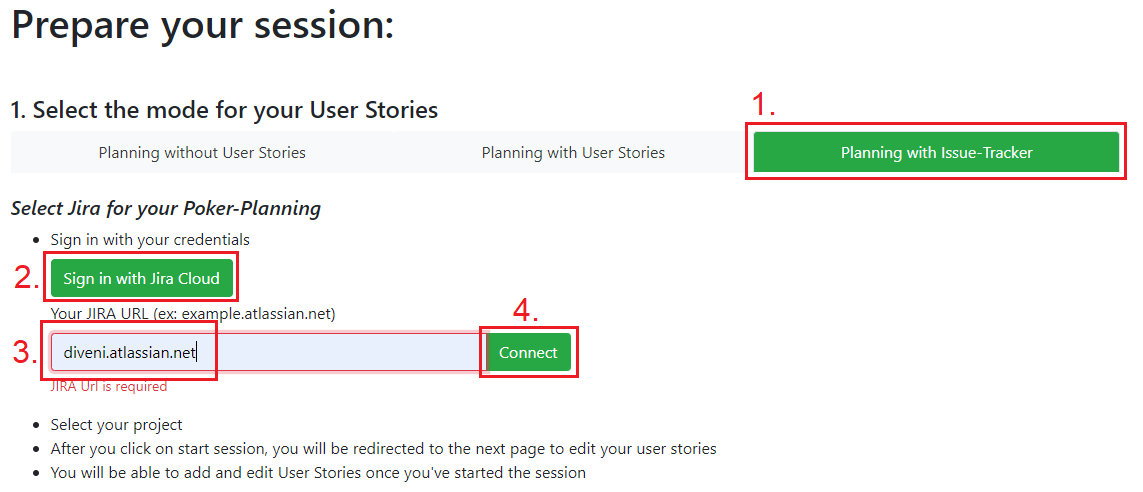 Prepare your session:
1. Select the mode for your User Stories
1.
Planning without User Stories
Planning with User Stories
Planning with Issue-Tracker
Select Jira for your Poker-Planning
Sign in with your credentials
2.
Sign in with Jira Cloud
Your JIRA URL (ex: example.atlassian.net)
4.
3.
diveni.atlassian.net
Connect
JIRA Url is required
Select your project
After you click on start session, you will be redirected to the next page to edit your user stories
You will be able to add and edit User Stories once you've started the session